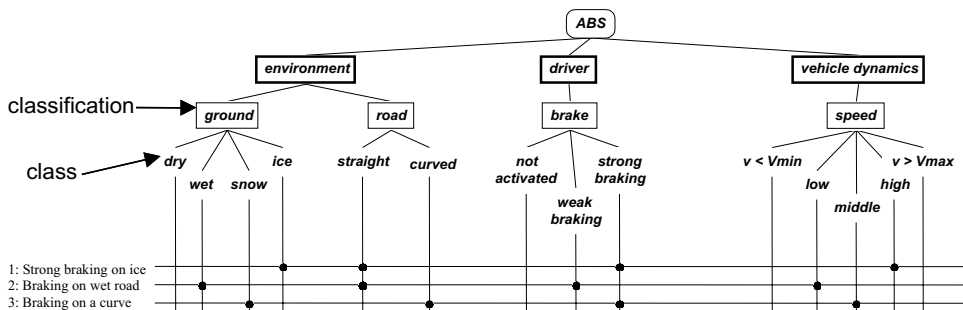 ABS
environment driver vehicle dynamics
classification
ground road brake speed
class
dry ice straight curved not activated strong braking v < Vmin v > Vmax
wet snow weak braking low high
middle
1: Strong braking on ice
2: Braking on wet road
3: Braking on a curve